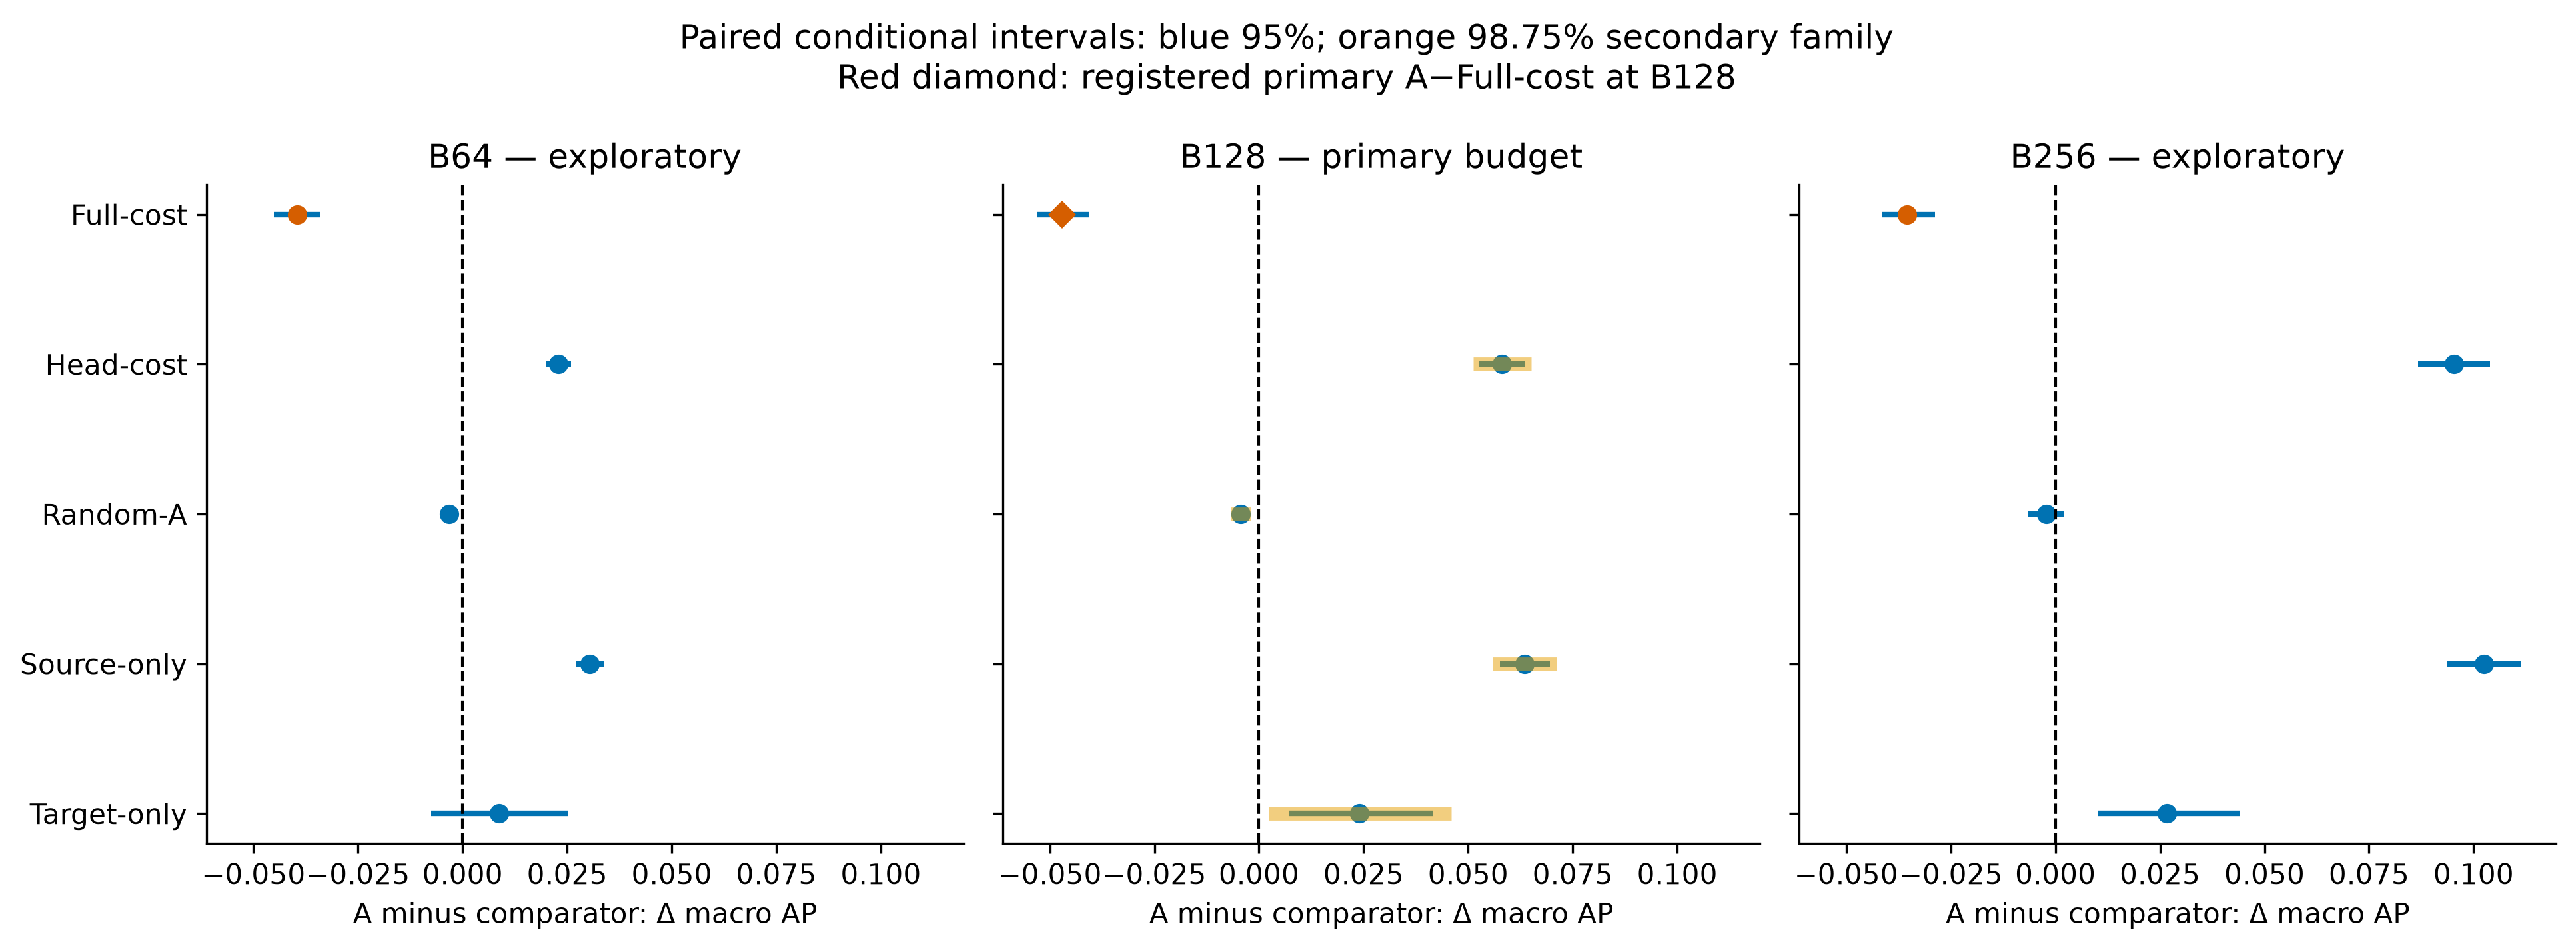 Paired conditional intervals: blue 95%; orange 98.75% secondary family
Red diamond: registered primary A−Full-cost at B128
B64 — exploratory
B128 — primary budget
B256 — exploratory
Full-cost
Head-cost
Random-A
Source-only
Target-only
−0.050 −0.025 0.000 0.025 0.050 0.075 0.100
−0.050 −0.025 0.000 0.025 0.050 0.075 0.100
−0.050 −0.025 0.000 0.025 0.050 0.075 0.100
A minus comparator: Δ macro AP
A minus comparator: Δ macro AP
A minus comparator: Δ macro AP